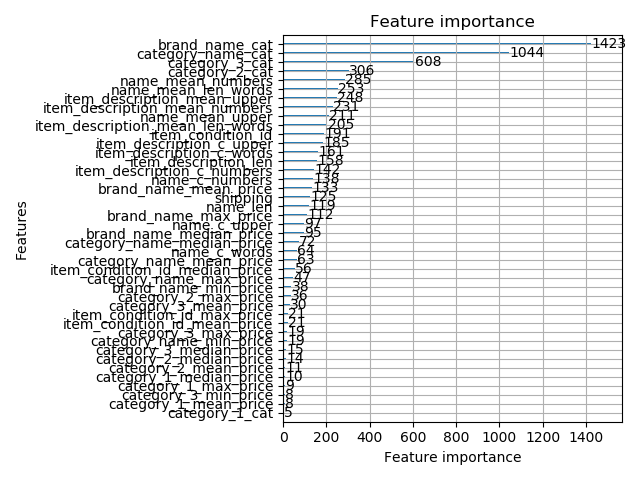 Feature importance
brand_name_cat 1423
category_name_cat 1044
category_3_cat 608
category_2_cat 306
name_mean_numbers 285
name_mean_len_words 253
item_description_mean_upper 248
item_description_mean_numbers 231
name_mean_upper 211
item_description_mean_len_words 205
item_condition_id 191
item_description_c_upper 185
item_description_c_words 161
item_description_len 158
item_description_c_numbers 142
name_c_numbers 138
brand_name_mean_price 133
shipping 125
name_len 119
brand_name_max_price 112
name_c_upper 97
brand_name_median_price 95
category_name_median_price 72
name_c_words 64
category_name_mean_price 63
item_condition_id_median_price 56
category_name_max_price 47
brand_name_min_price 38
category_2_max_price 36
category_3_mean_price 30
item_condition_id_max_price 21
item_condition_id_mean_price 21
category_3_max_price 19
category_name_min_price 19
category_3_median_price 15
category_2_median_price 14
category_2_mean_price 11
category_1_median_price 10
category_1_max_price 9
category_3_min_price 8
category_1_mean_price 8
category_1_cat 5
Features
0 200 400 600 800 1000 1200 1400
Feature importance